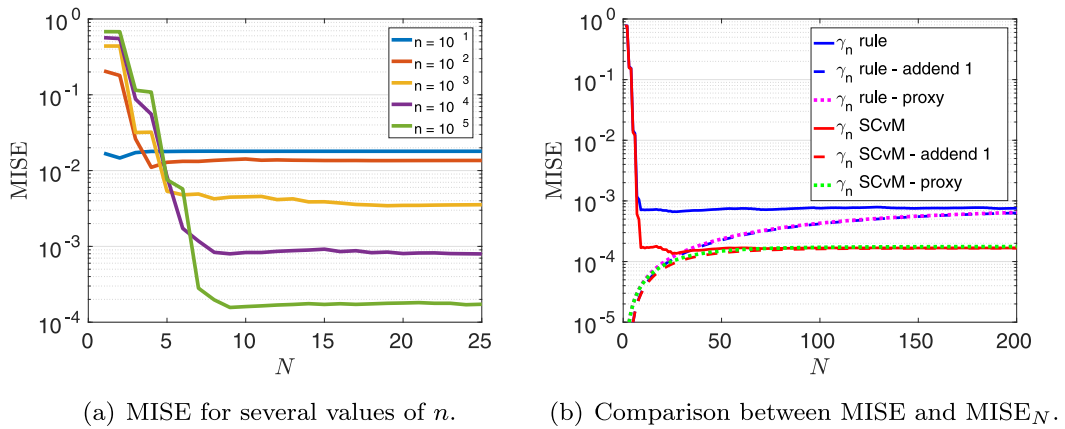 10^0
10^-1
10^-2
10^-3
10^-4
MISE
0 5 10 15 20 25
N
n = 10 1
n = 10 2
n = 10 3
n = 10 4
n = 10 5
(a) MISE for several values of n.
10^0
10^-1
10^-2
10^-3
10^-4
10^-5
MISE
0 50 100 150 200
N
γn rule
γn rule - addend 1
γn rule - proxy
γn SCvM
γn SCvM - addend 1
γn SCvM - proxy
(b) Comparison between MISE and MISE_N.